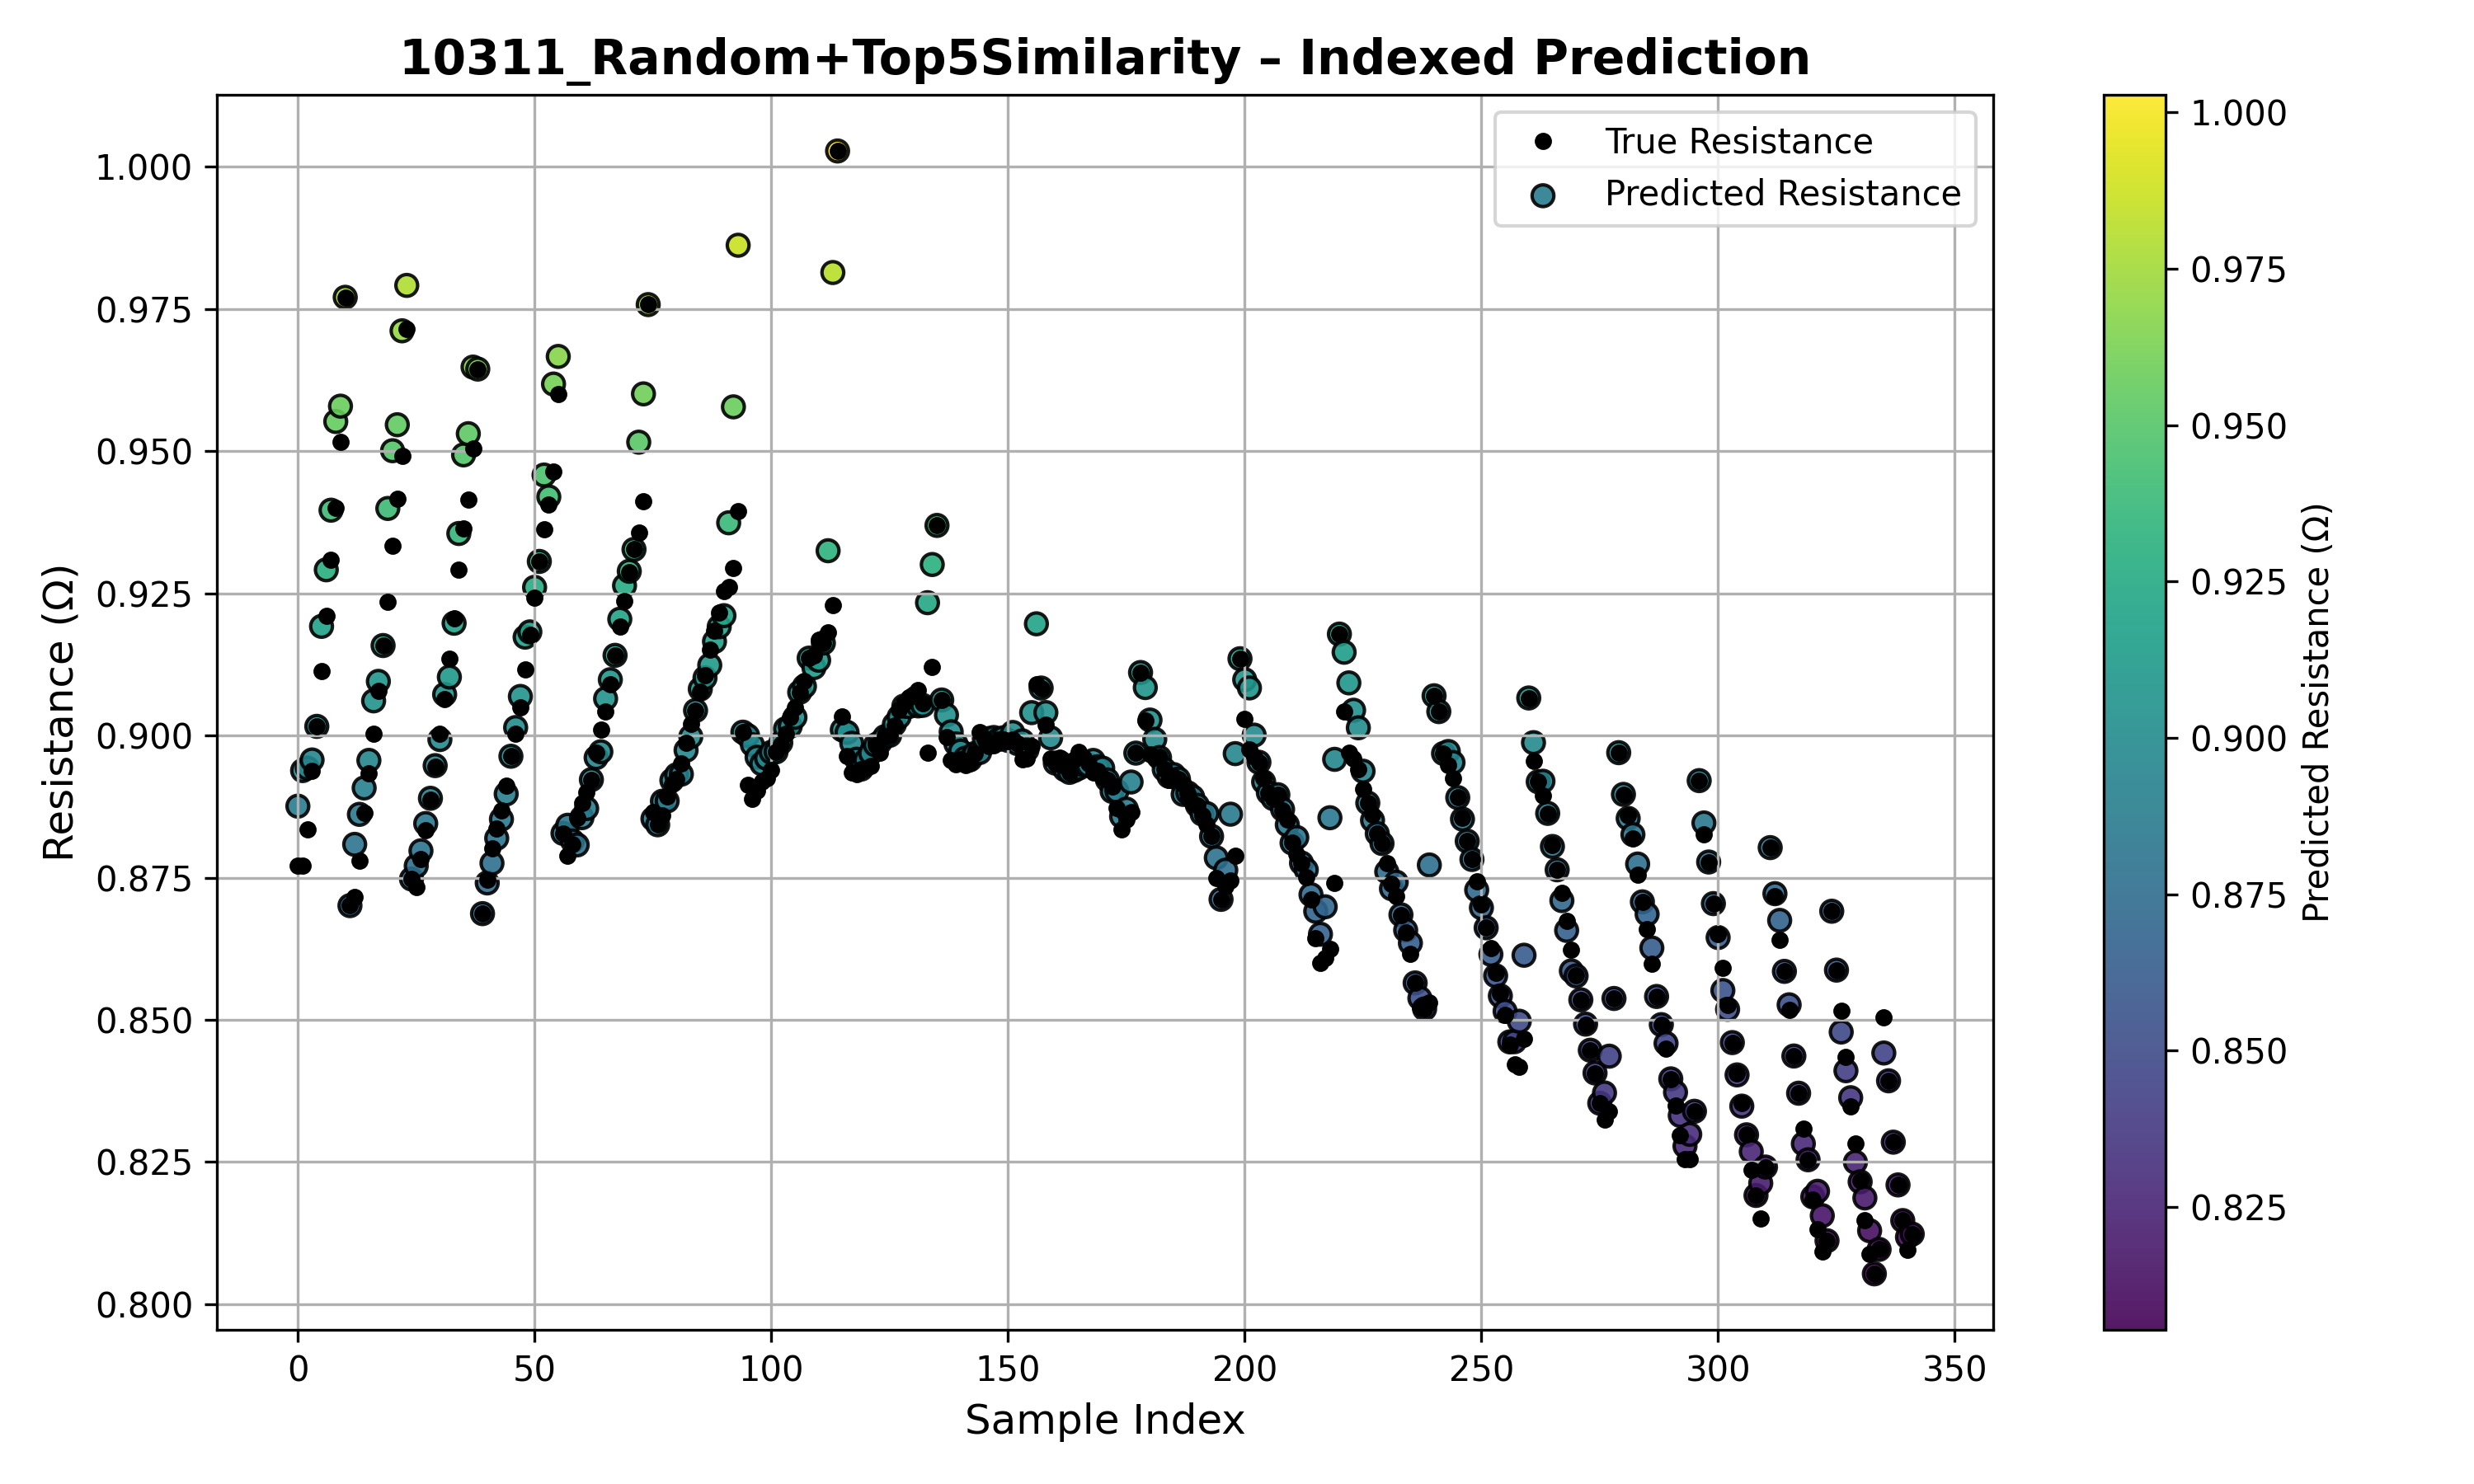 10311_Random+Top5Similarity – Indexed Prediction
True Resistance
Predicted Resistance
Resistance (Ω)
1.000
0.975
0.950
0.925
0.900
0.875
0.850
0.825
0.800
0 50 100 150 200 250 300 350
Sample Index
1.000
0.975
0.950
0.925
0.900
0.875
0.850
0.825
Predicted Resistance (Ω)